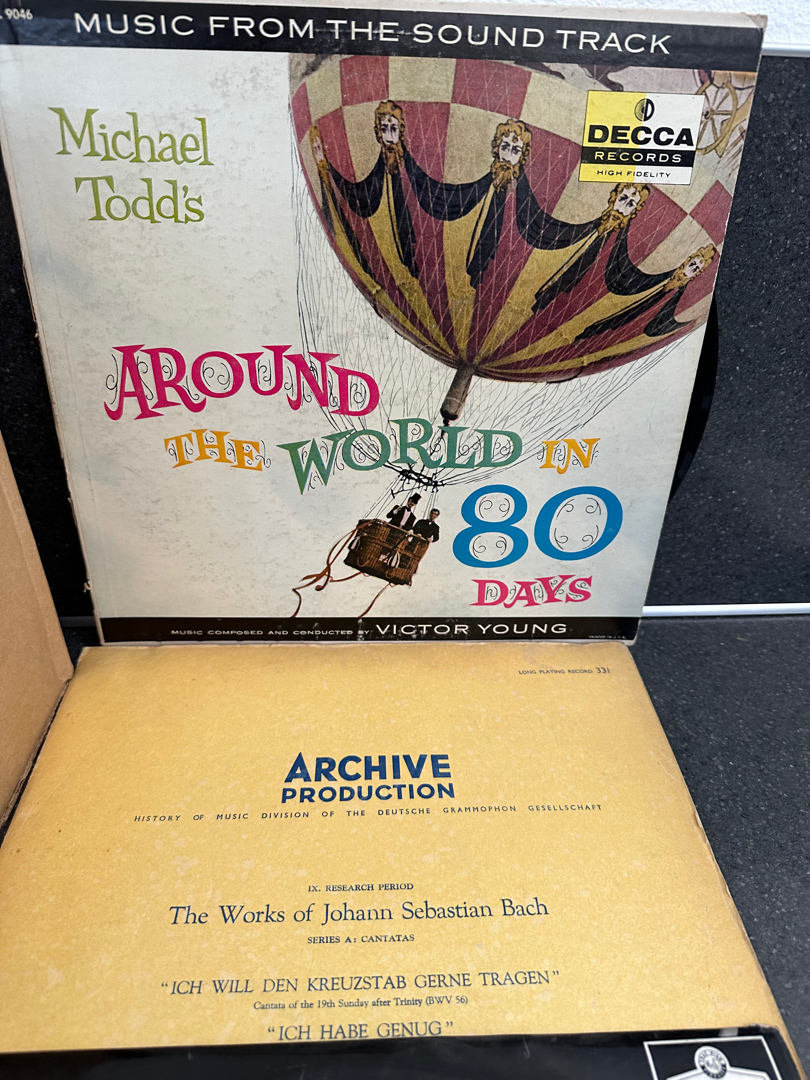 . 9046
MUSIC FROM THE SOUND TRACK
DECCA
RECORDS
HIGH FIDELITY
Michael
Todd's
AROUND
THE WORLD IN
80
DAYS
MUSIC COMPOSED AND CONDUCTED BY VICTOR YOUNG
PRINTED IN U.S.A.
LONG PLAYING RECORD 33⅓
ARCHIVE
PRODUCTION
HISTORY OF MUSIC DIVISION OF THE DEUTSCHE GRAMMOPHON GESELLSCHAFT
IX. RESEARCH PERIOD
The Works of Johann Sebastian Bach
SERIES A: CANTATAS
“ICH WILL DEN KREUZSTAB GERNE TRAGEN”
Cantata of the 19th Sunday after Trinity (BWV 56)
“ICH HABE GENUG”